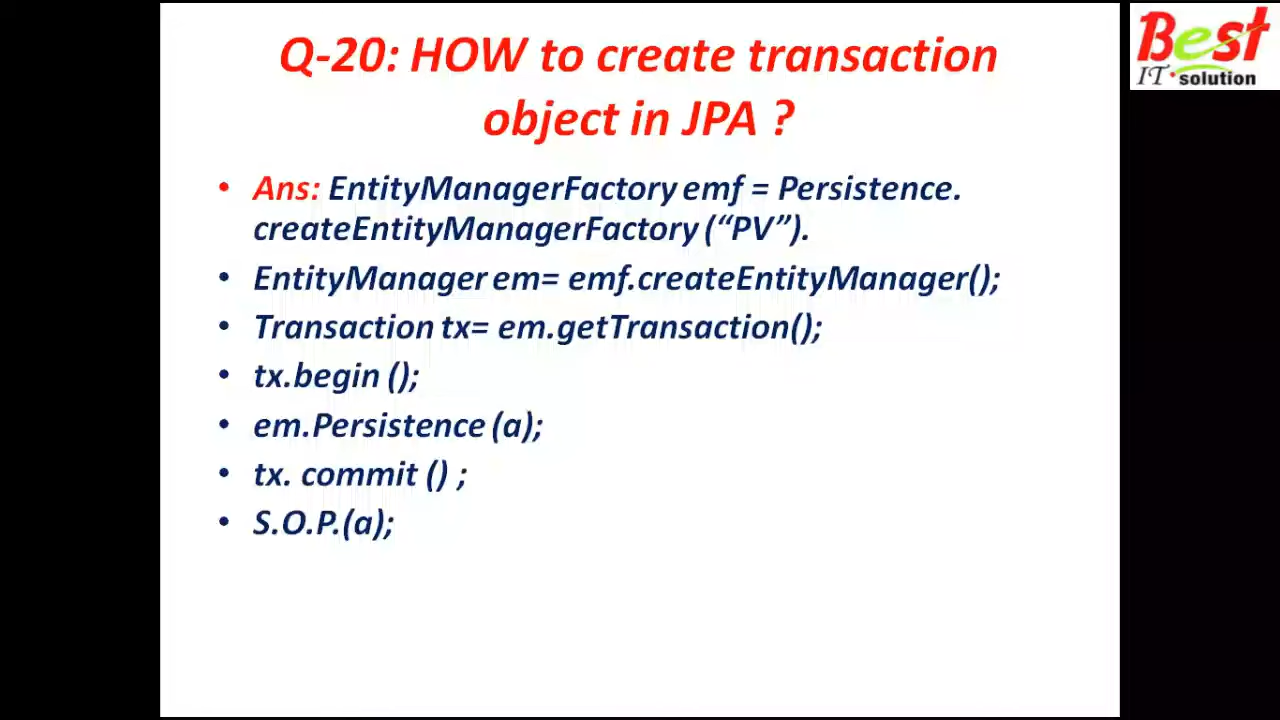 Best
IT solution
Q-20: HOW to create transaction
object in JPA ?
• Ans: EntityManagerFactory emf = Persistence.
createEntityManagerFactory (“PV”).
• EntityManager em= emf.createEntityManager();
• Transaction tx= em.getTransaction();
• tx.begin ();
• em.Persistence (a);
• tx. commit () ;
• S.O.P.(a);